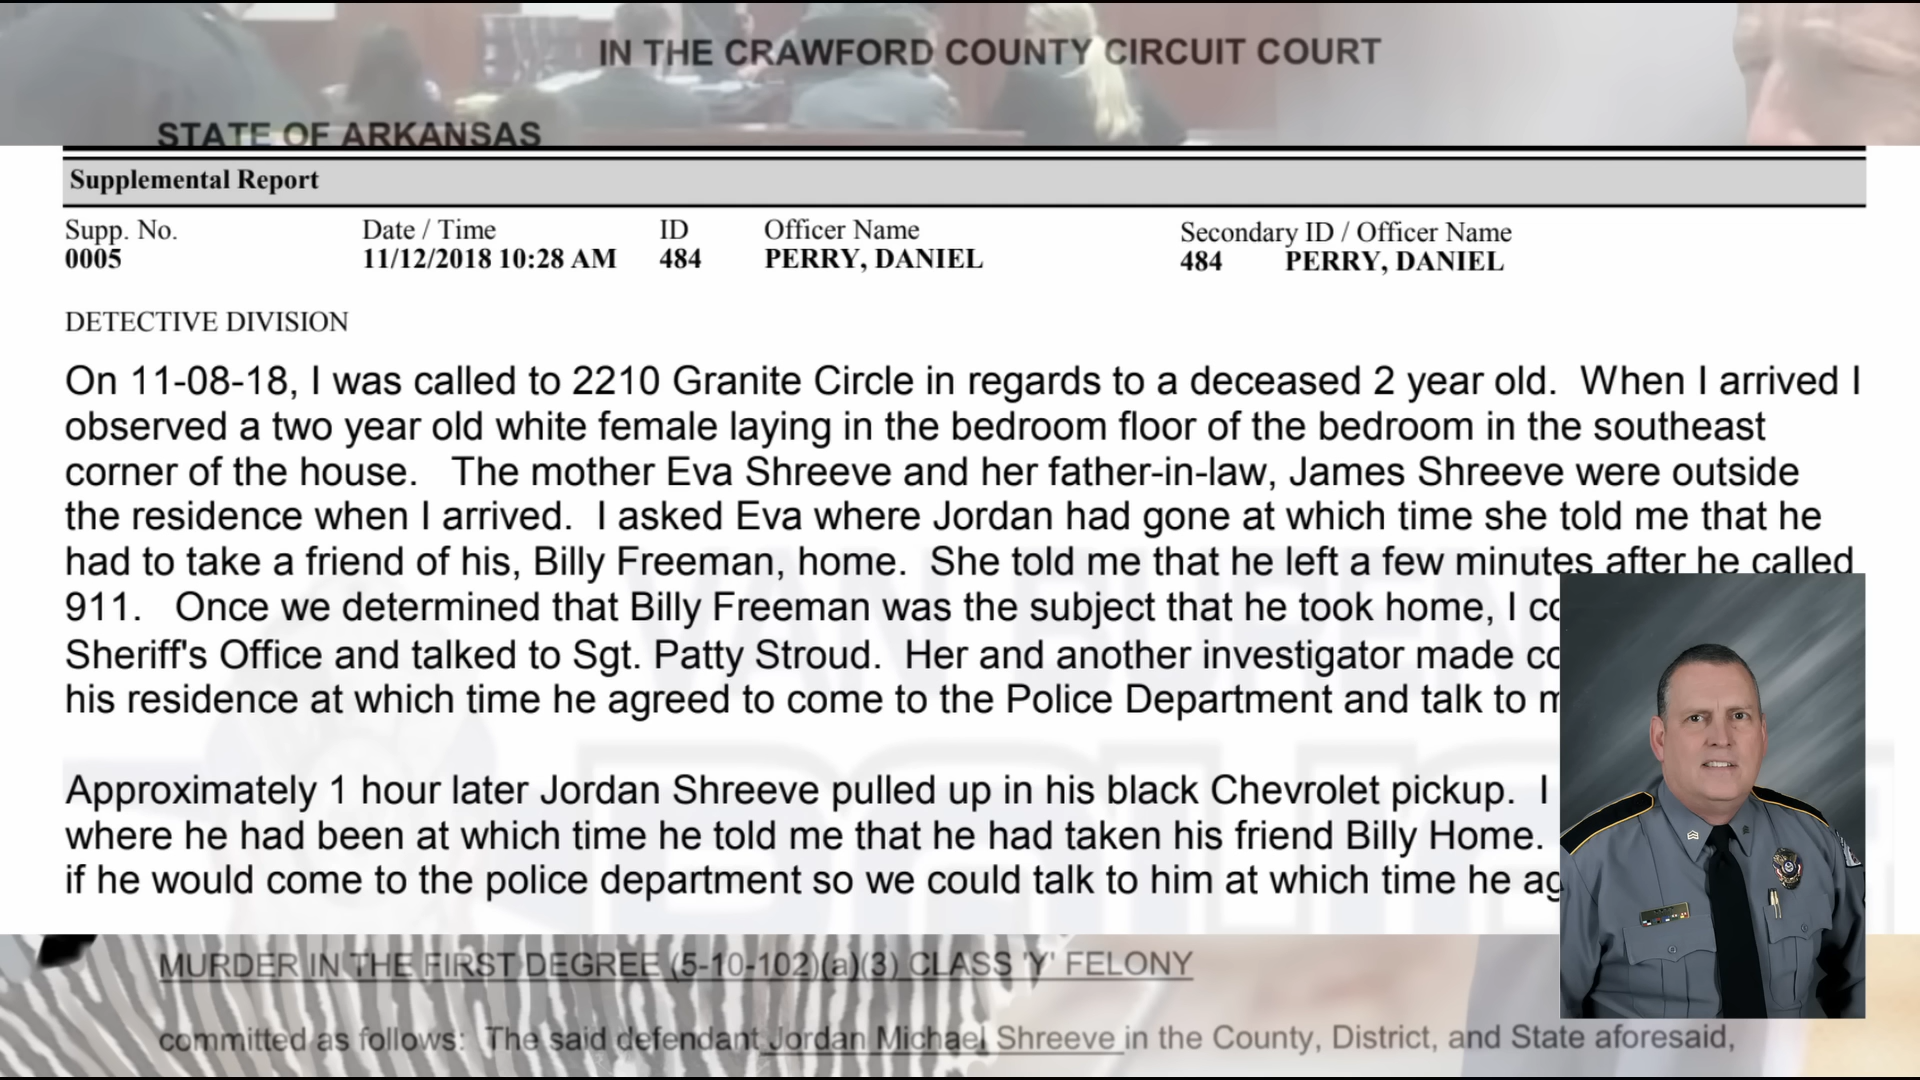 IN THE CRAWFORD COUNTY CIRCUIT COURT
STATE OF ARKANSAS
Supplemental Report
Supp. No. Date / Time ID Officer Name Secondary ID / Officer Name
0005 11/12/2018 10:28 AM 484 PERRY, DANIEL 484 PERRY, DANIEL
DETECTIVE DIVISION
On 11-08-18, I was called to 2210 Granite Circle in regards to a deceased 2 year old. When I arrived I
observed a two year old white female laying in the bedroom floor of the bedroom in the southeast
corner of the house. The mother Eva Shreeve and her father-in-law, James Shreeve were outside
the residence when I arrived. I asked Eva where Jordan had gone at which time she told me that he
had to take a friend of his, Billy Freeman, home. She told me that he left a few minutes after he called
911. Once we determined that Billy Freeman was the subject that he took home, I
Sheriff's Office and talked to Sgt. Patty Stroud. Her and another investigator made
his residence at which time he agreed to come to the Police Department and talk to
Approximately 1 hour later Jordan Shreeve pulled up in his black Chevrolet pickup. I
where he had been at which time he told me that he had taken his friend Billy Home.
if he would come to the police department so we could talk to him at which time he
MURDER IN THE FIRST DEGREE (5-10-102)(a)(3) CLASS 'Y' FELONY
committed as follows: The said defendant Jordan Michael Shreeve in the County, District, and State aforesaid,